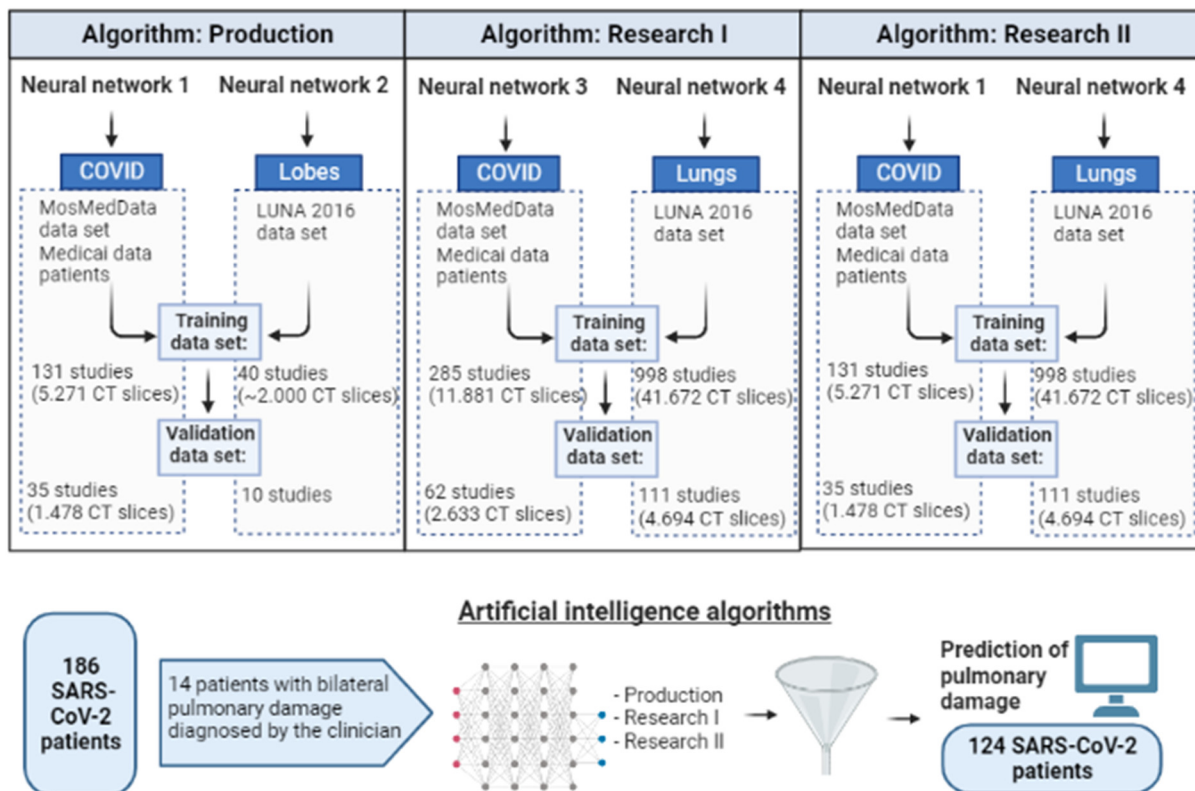 Algorithm: Production
Neural network 1
Neural network 2
COVID
Lobes
MosMedData
data set
Medical data
patients
LUNA 2016
data set
Training
data set:
131 studies
(5.271 CT slices)
40 studies
(~2.000 CT slices)
Validation
data set:
35 studies
(1.478 CT slices)
10 studies
Algorithm: Research I
Neural network 3
Neural network 4
COVID
Lungs
MosMedData
data set
Medical data
patients
LUNA 2016
data set
Training
data set:
285 studies
(11.881 CT slices)
998 studies
(41.672 CT slices)
Validation
data set:
62 studies
(2.633 CT slices)
111 studies
(4.694 CT slices)
Algorithm: Research II
Neural network 1
Neural network 4
COVID
Lungs
MosMedData
data set
Medical data
patients
LUNA 2016
data set
Training
data set:
131 studies
(5.271 CT slices)
998 studies
(41.672 CT slices)
Validation
data set:
35 studies
(1.478 CT slices)
111 studies
(4.694 CT slices)
186
SARS-
CoV-2
patients
14 patients with bilateral
pulmonary damage
diagnosed by the clinician
Artificial intelligence algorithms
- Production
- Research I
- Research II
Prediction of
pulmonary
damage
124 SARS-CoV-2
patients